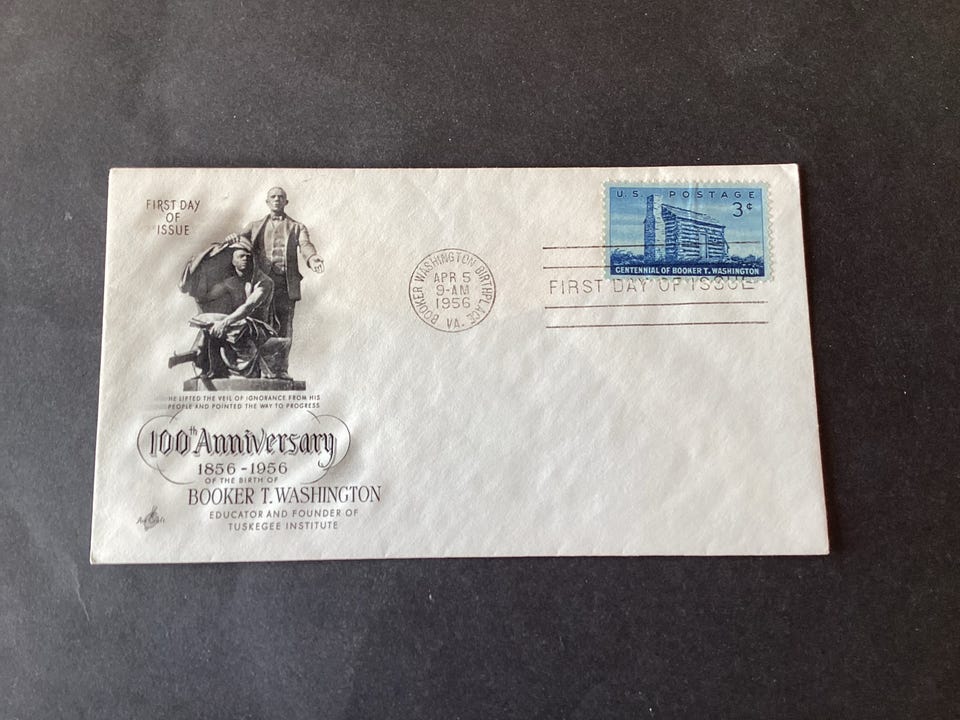 FIRST DAY
OF
ISSUE
HE LIFTED THE VEIL OF IGNORANCE FROM HIS
PEOPLE AND POINTED THE WAY TO PROGRESS
100th Anniversary
1856 - 1956
OF THE BIRTH OF
BOOKER T. WASHINGTON
EDUCATOR AND FOUNDER OF
TUSKEGEE INSTITUTE
ArtCraft
BOOKER WASHINGTON BIRTHPLACE
APR 5
9-AM
1956
VA.
U.S. POSTAGE
3¢
CENTENNIAL OF BOOKER T. WASHINGTON
FIRST DAY OF ISSUE